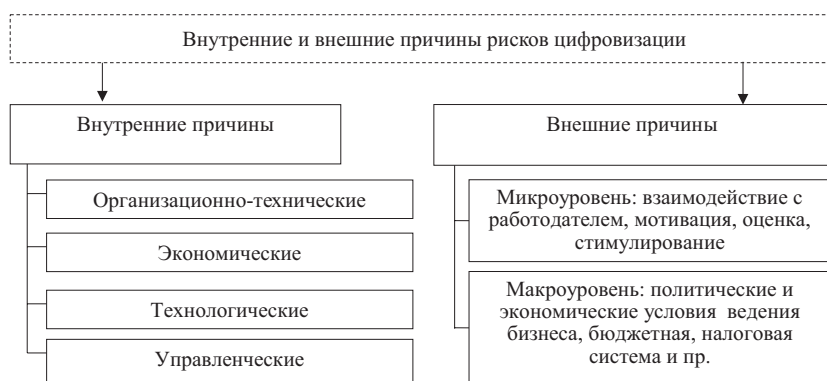 Внутренние и внешние причины рисков цифровизации
Внутренние причины
Организационно-технические
Экономические
Технологические
Управленческие
Внешние причины
Микроуровень: взаимодействие с
работодателем, мотивация, оценка,
стимулирование
Макроуровень: политические и
экономические условия ведения
бизнеса, бюджетная, налоговая
система и пр.